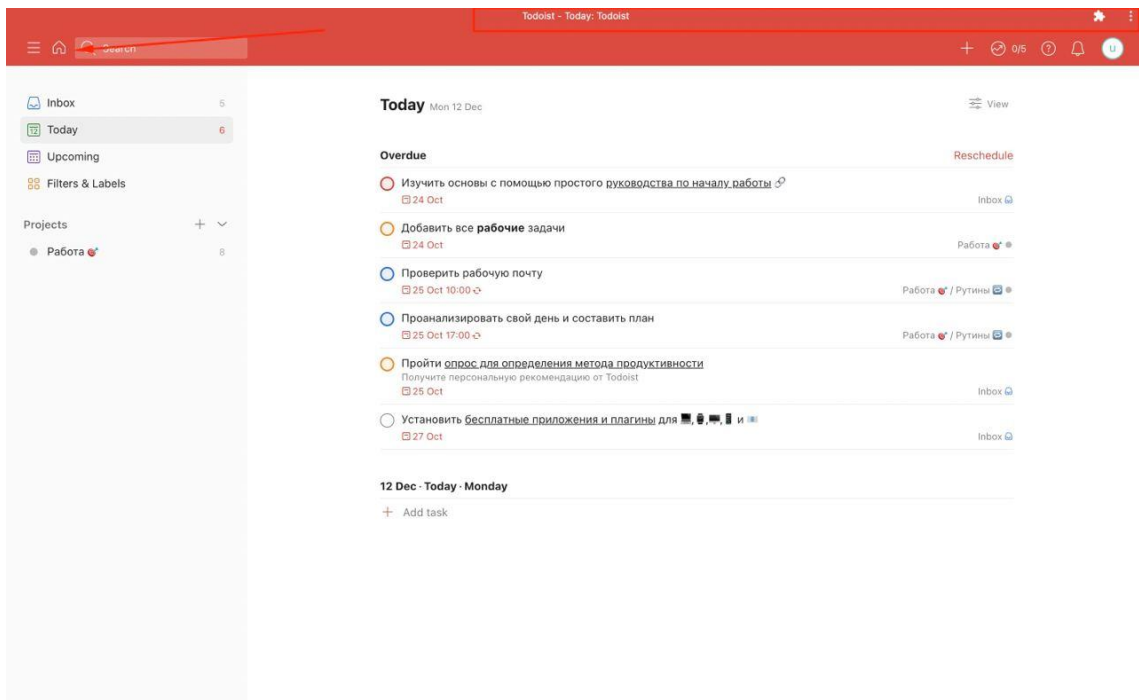 Todoist - Today: Todoist
Search
0/5
U
Inbox 5
Today 6
Upcoming
Filters & Labels
Projects
Работа 8
Today Mon 12 Dec
View
Overdue
Reschedule
Изучить основы с помощью простого руководства по началу работы
24 Oct
Inbox
Добавить все рабочие задачи
24 Oct
Работа
Проверить рабочую почту
25 Oct 10:00
Работа / Рутины
Проанализировать свой день и составить план
25 Oct 17:00
Работа / Рутины
Пройти опрос для определения метода продуктивности
Получите персональную рекомендацию от Todoist
25 Oct
Inbox
Установить бесплатные приложения и плагины для , , , и
27 Oct
Inbox
12 Dec · Today · Monday
Add task